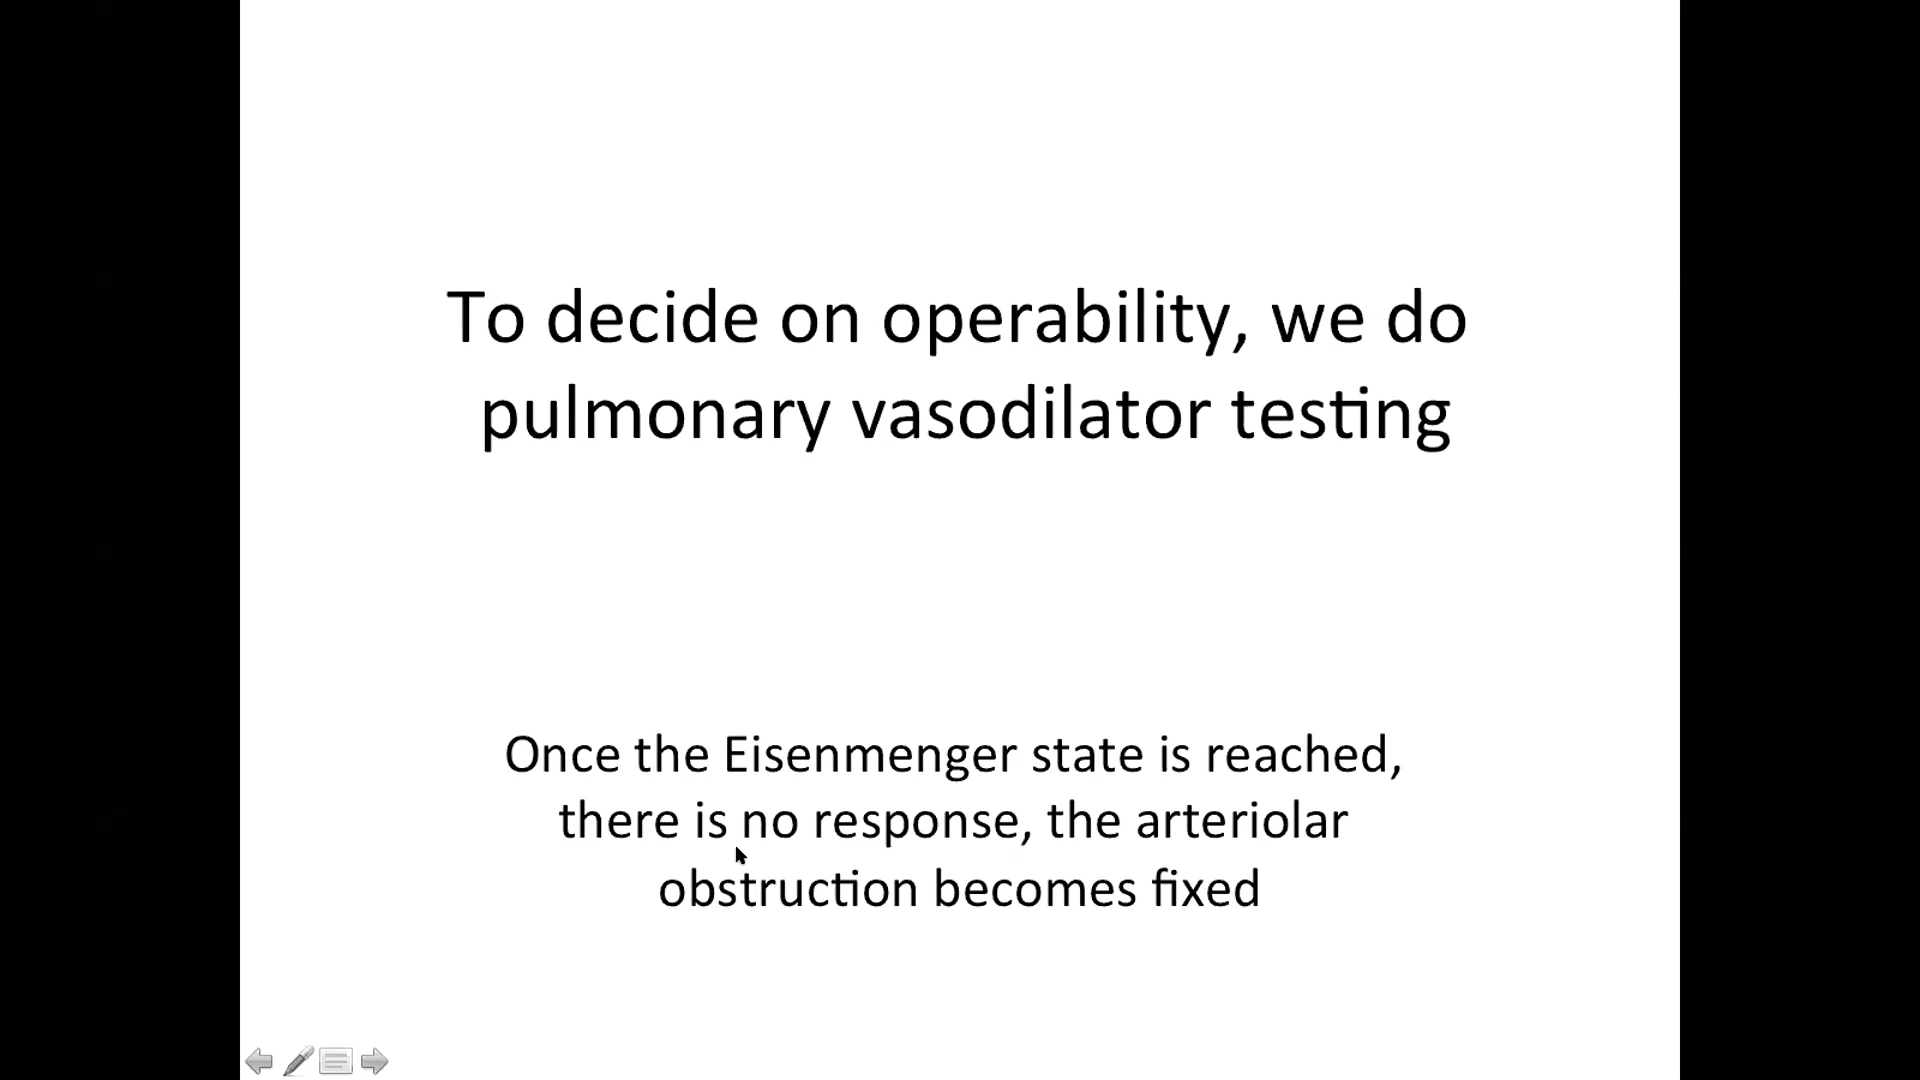 To decide on operability, we do
pulmonary vasodilator testing
Once the Eisenmenger state is reached,
there is no response, the arteriolar
obstruction becomes fixed